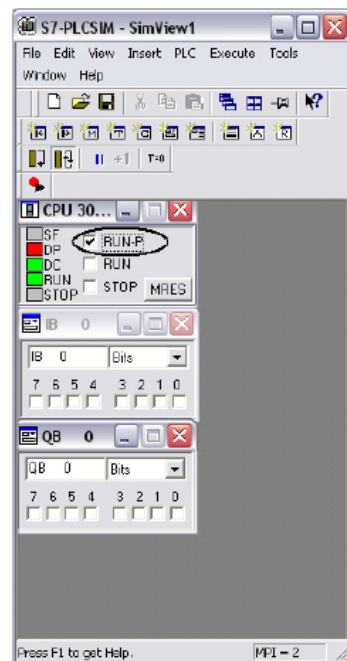 S7-PLCSIM - SimView1
File Edit View Insert PLC Execute Tools
Window Help
+1 T=0
CPU 30...
SF
DP
DC
RUN
STOP
RUN-P
RUN
STOP MRES
IB 0
IB 0 Bits
7 6 5 4 3 2 1 0
QB 0
QB 0 Bits
7 6 5 4 3 2 1 0
Press F1 to get Help. MPI = 2